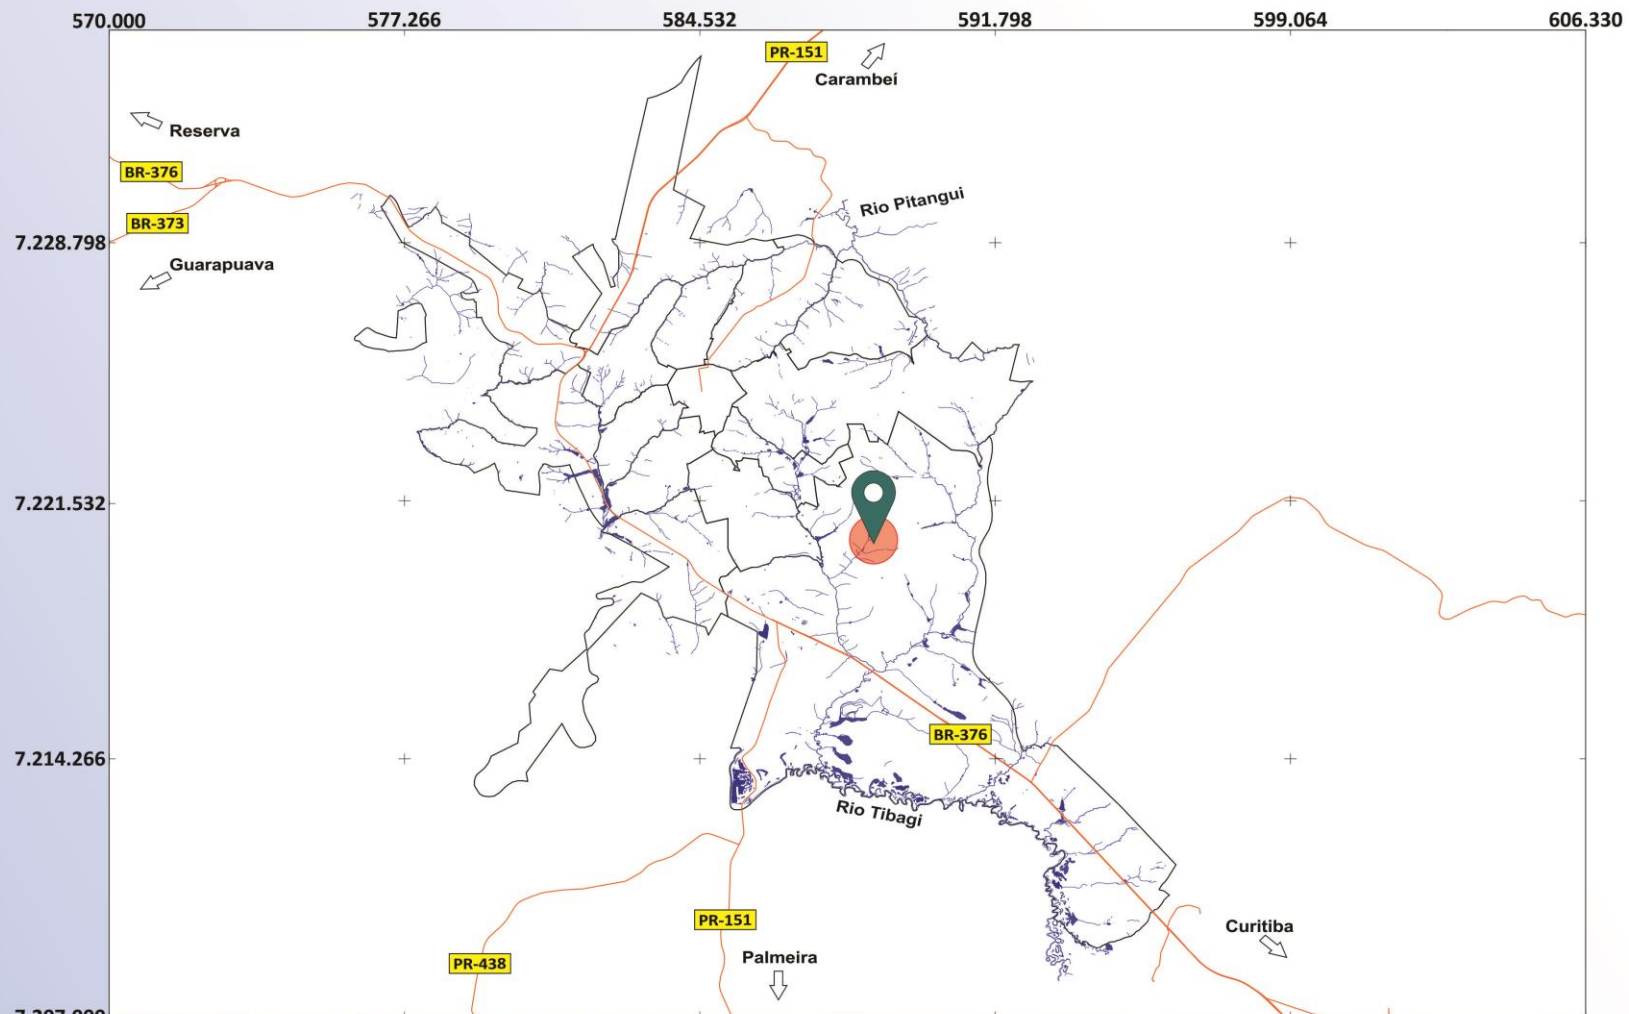 570.000 577.266 584.532 591.798 599.064 606.330
PR-151
Carambeí
Reserva
BR-376
Rio Pitangui
BR-373
7.228.798
Guarapuava
7.221.532
BR-376
7.214.266
Rio Tibagi
PR-151
Curitiba
Palmeira
PR-438